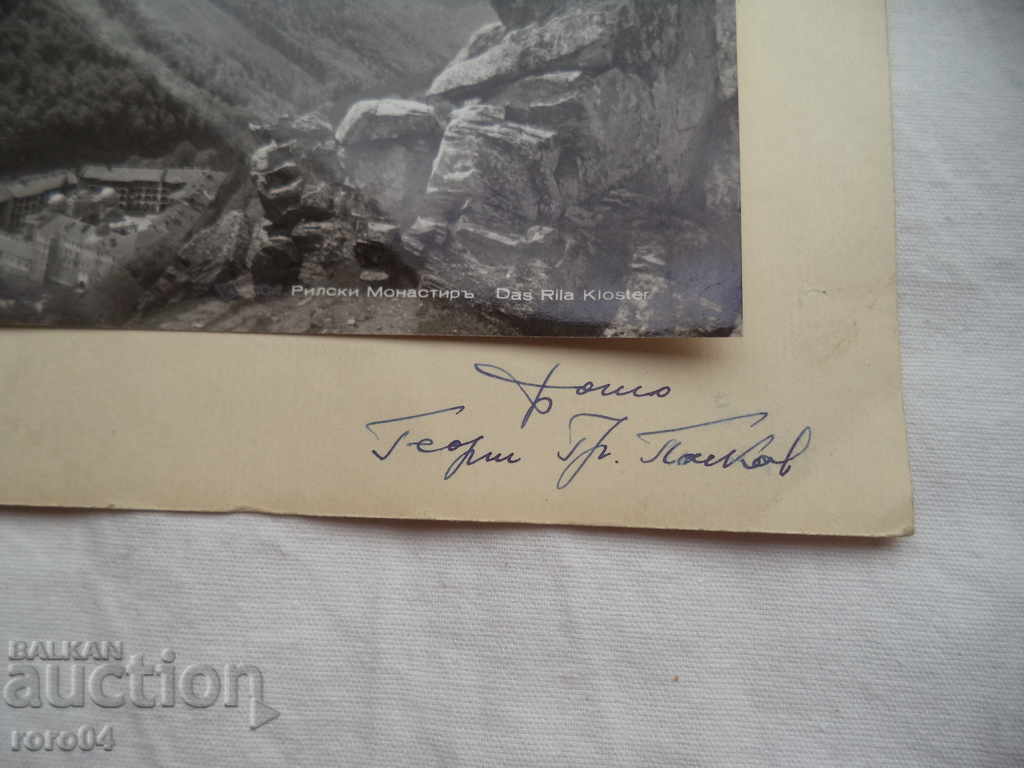 Рилски Монастиръ Das Rila Kloster
фото
Георги Гр. Пасков
BALKAN
auction
roro04